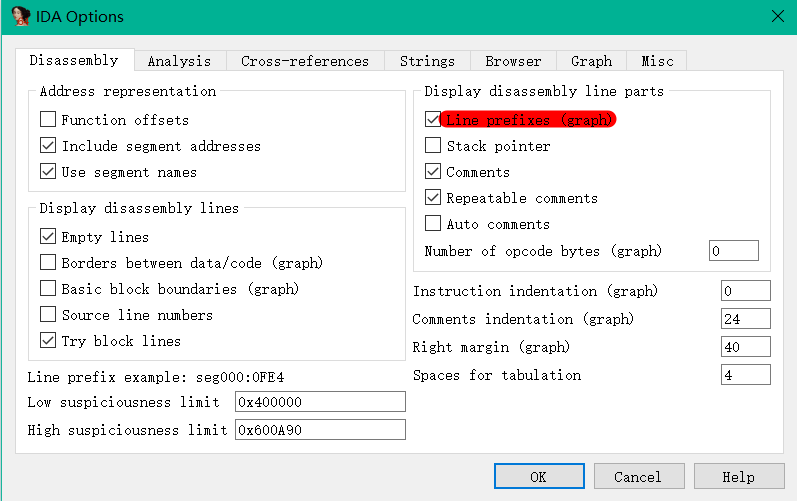 IDA Options
Disassembly Analysis Cross-references Strings Browser Graph Misc
Address representation
Function offsets
Include segment addresses
Use segment names
Display disassembly lines
Empty lines
Borders between data/code (graph)
Basic block boundaries (graph)
Source line numbers
Try block lines
Line prefix example: seg000:0FE4
Low suspiciousness limit 0x400000
High suspiciousness limit 0x600A90
Display disassembly line parts
Line prefixes (graph)
Stack pointer
Comments
Repeatable comments
Auto comments
Number of opcode bytes (graph) 0
Instruction indentation (graph) 0
Comments indentation (graph) 24
Right margin (graph) 40
Spaces for tabulation 4
OK Cancel Help